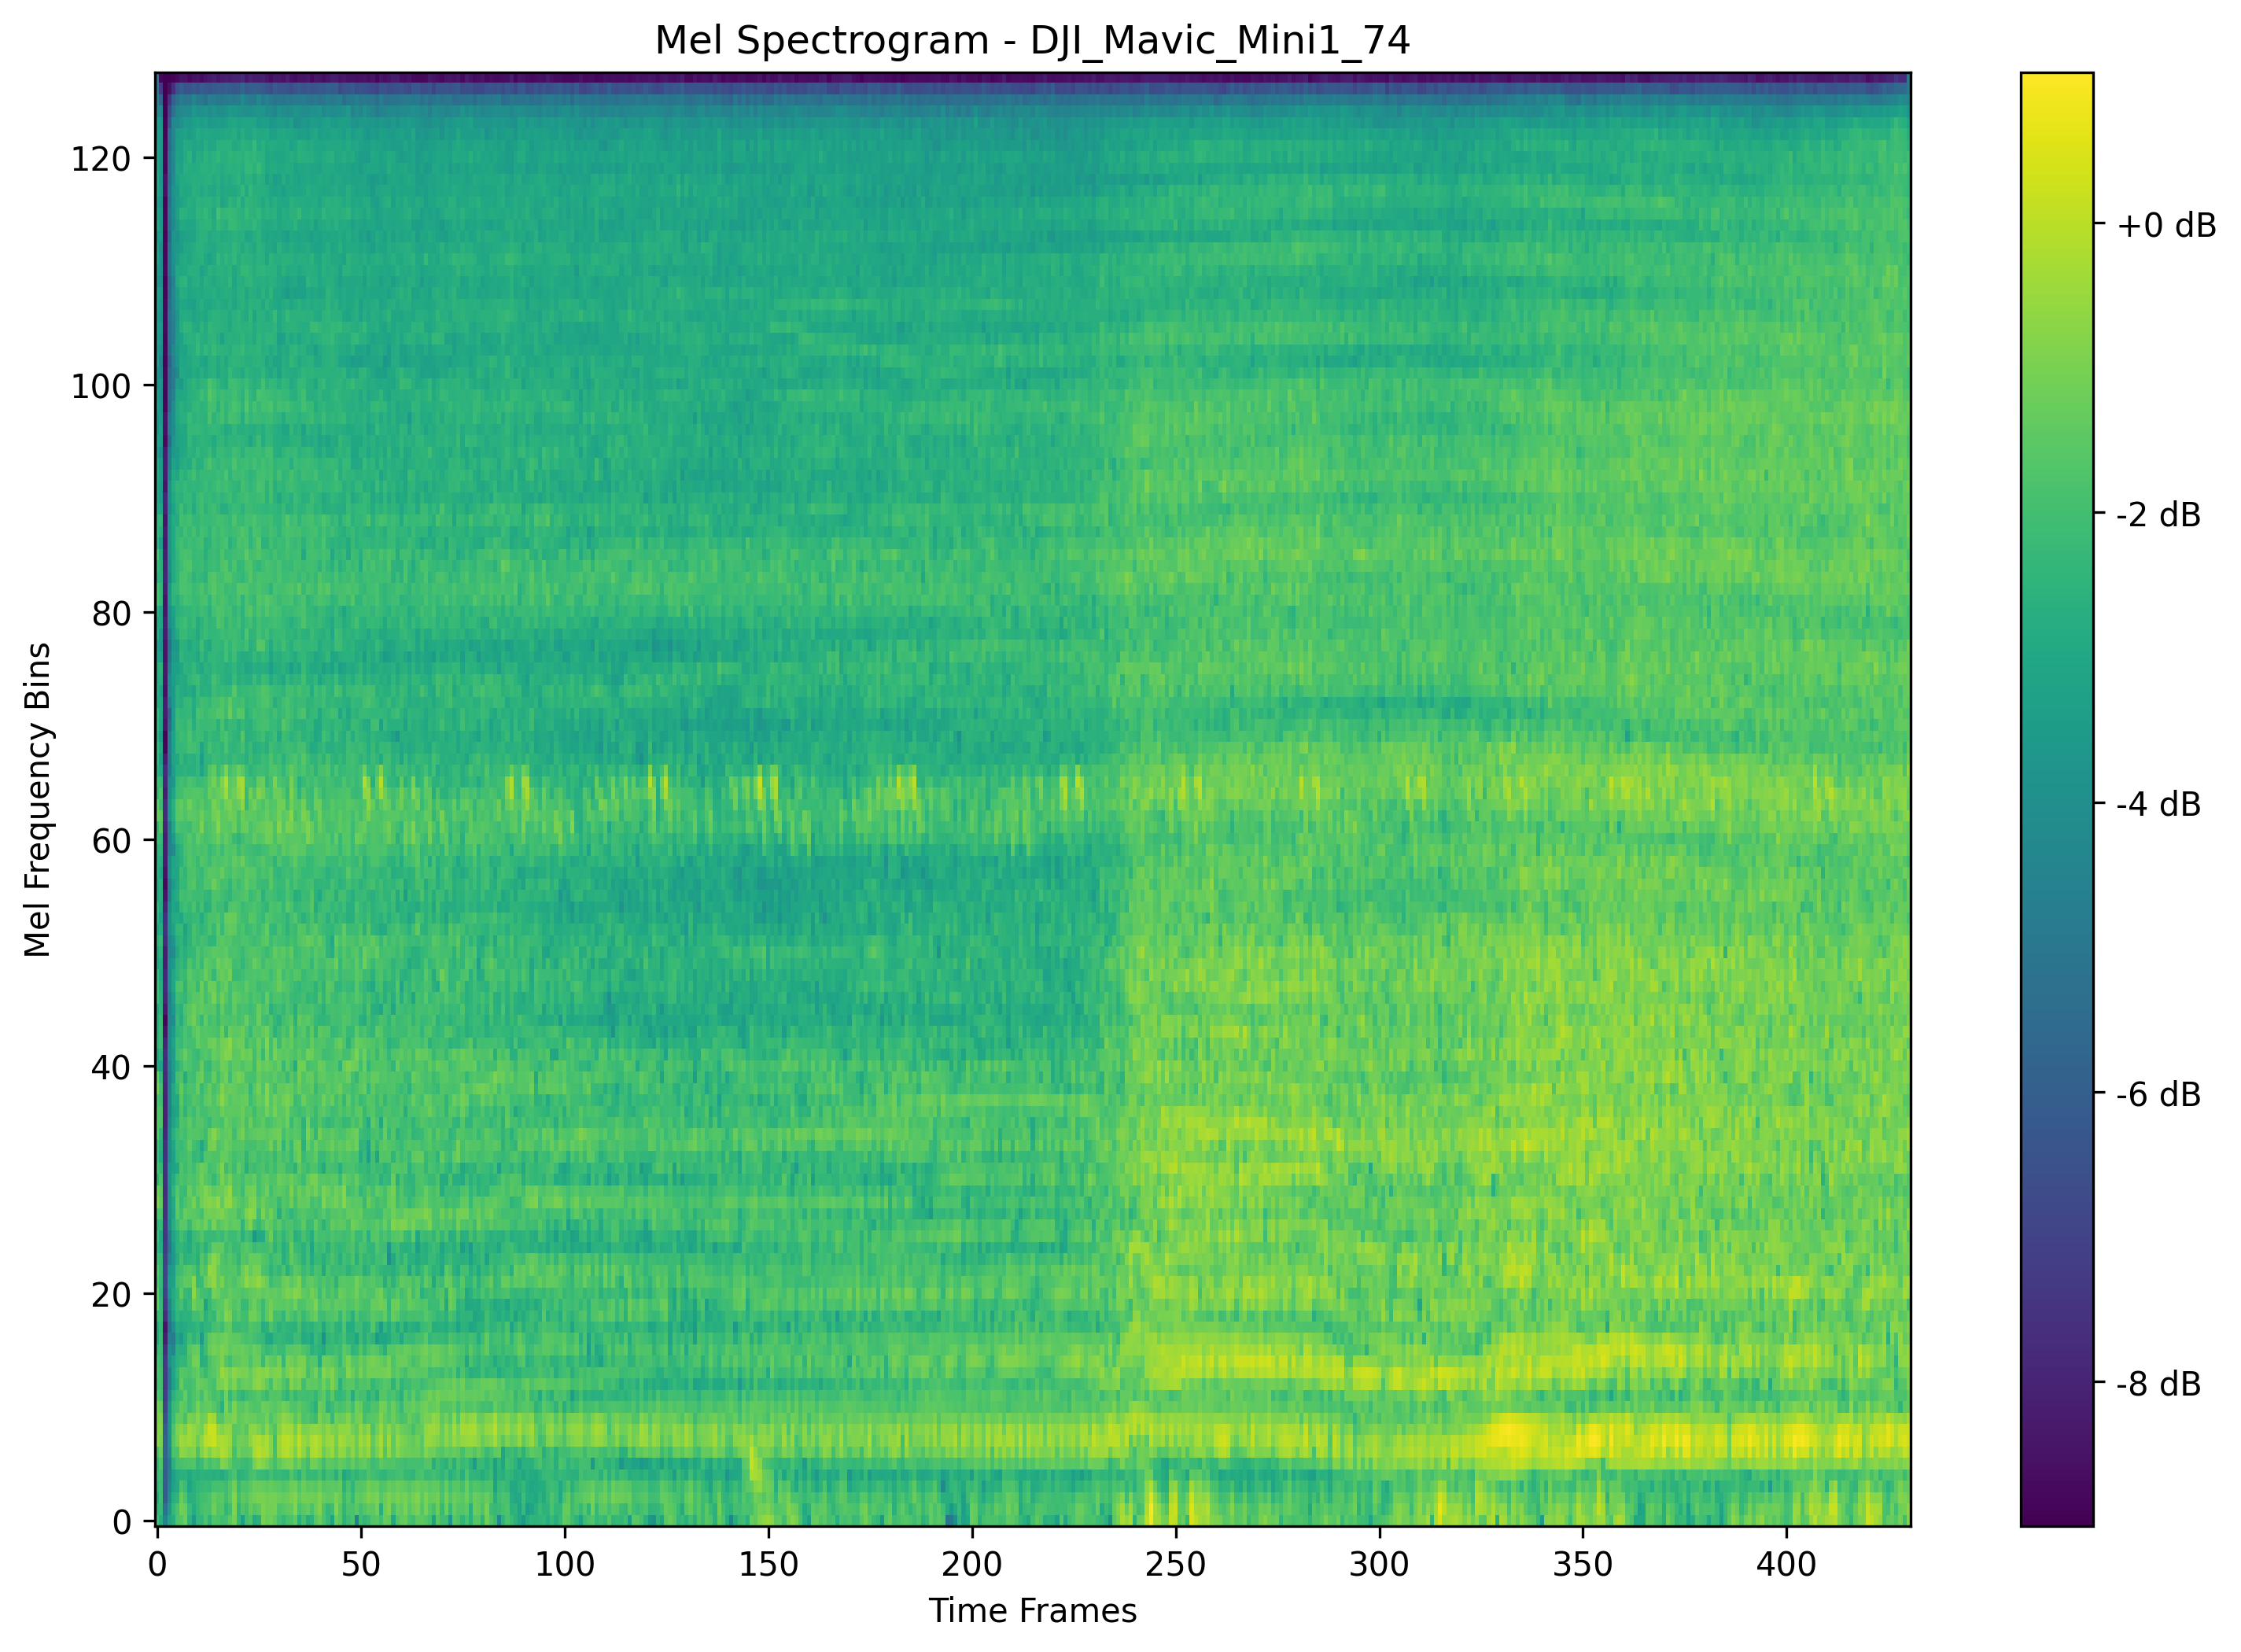 Mel Spectrogram - DJI_Mavic_Mini1_74
Mel Frequency Bins
120
100
80
60
40
20
0
0 50 100 150 200 250 300 350 400
Time Frames
+0 dB
-2 dB
-4 dB
-6 dB
-8 dB